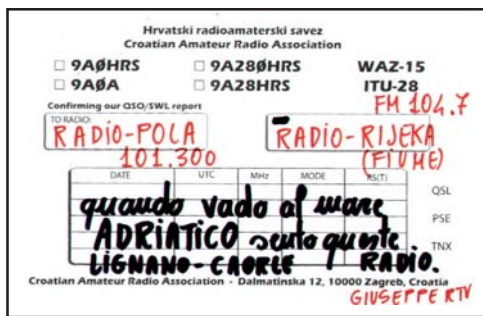 Hrvatski radioamaterski savez
Croatian Amateur Radio Association
□ 9AØHRS □ 9A28ØHRS WAZ-15
□ 9AØA □ 9A28HRS ITU-28
Confirming our QSO/SWL report FM 104.7
TO RADIO:
RADIO-POLA RADIO-RIJEKA
101.300 (FIUME)
DATE UTC MHz MODE RS(T)
QSL
quando vado al mare
PSE
ADRIATICO sento queste
TNX
LIGNANO-CAORLE RADIO.
Croatian Amateur Radio Association - Dalmatinska 12, 10000 Zagreb, Croatia
GIUSEPPE RTV